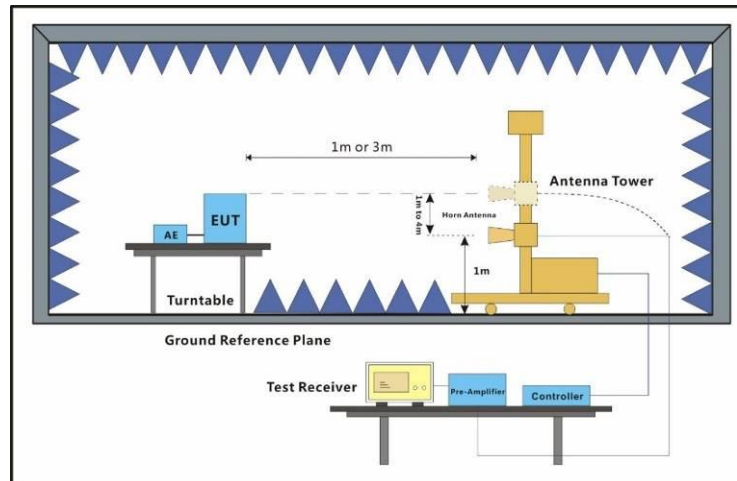 1m or 3m
Antenna Tower
1m to 4m
Horn Antenna
EUT
AE
1m
Turntable
Ground Reference Plane
Test Receiver
Pre-Amplifier
Controller